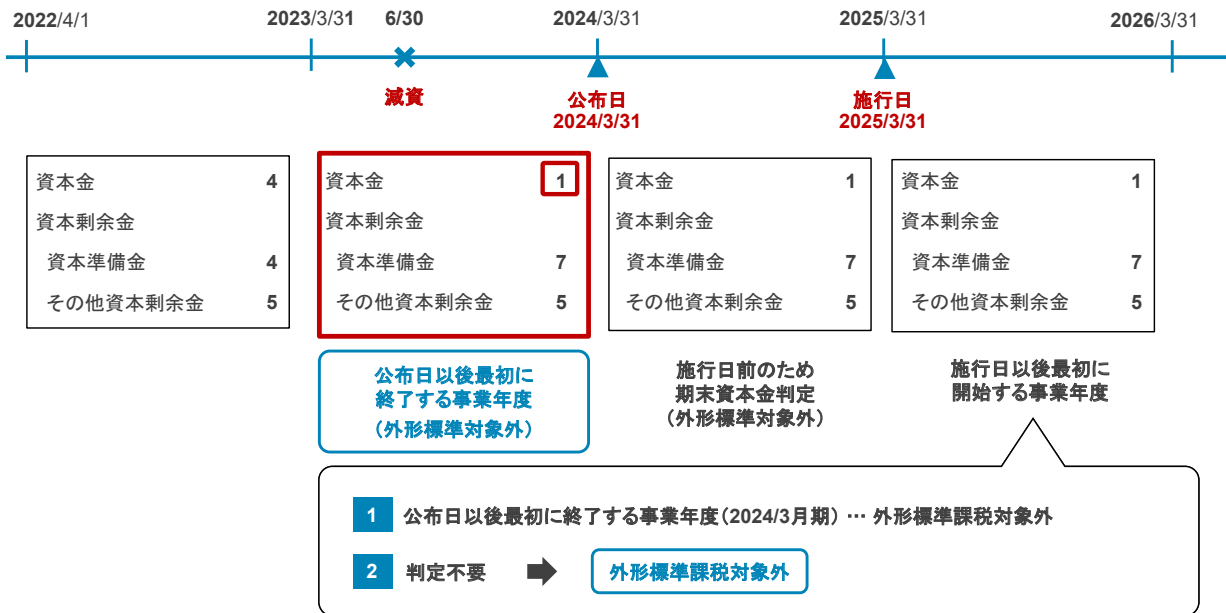 2022/4/1
2023/3/31
6/30
2024/3/31
2025/3/31
2026/3/31
減資
公布日
2024/3/31
施行日
2025/3/31
資本金 4
資本剰余金
資本準備金 4
その他資本剰余金 5
資本金 1
資本剰余金
資本準備金 7
その他資本剰余金 5
資本金 1
資本剰余金
資本準備金 7
その他資本剰余金 5
資本金 1
資本剰余金
資本準備金 7
その他資本剰余金 5
公布日以後最初に
終了する事業年度
（外形標準対象外）
施行日前のため
期末資本金判定
（外形標準対象外）
施行日以後最初に
開始する事業年度
1 公布日以後最初に終了する事業年度（2024/3月期） … 外形標準課税対象外
2 判定不要 外形標準課税対象外